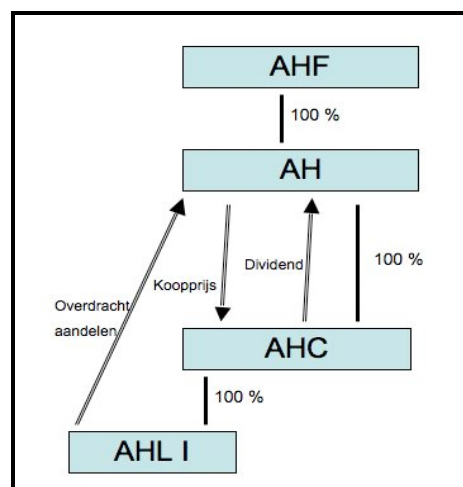 AHF
100 %
AH
Koopprijs
Dividend
100 %
Overdracht
aandelen
AHC
100 %
AHL I